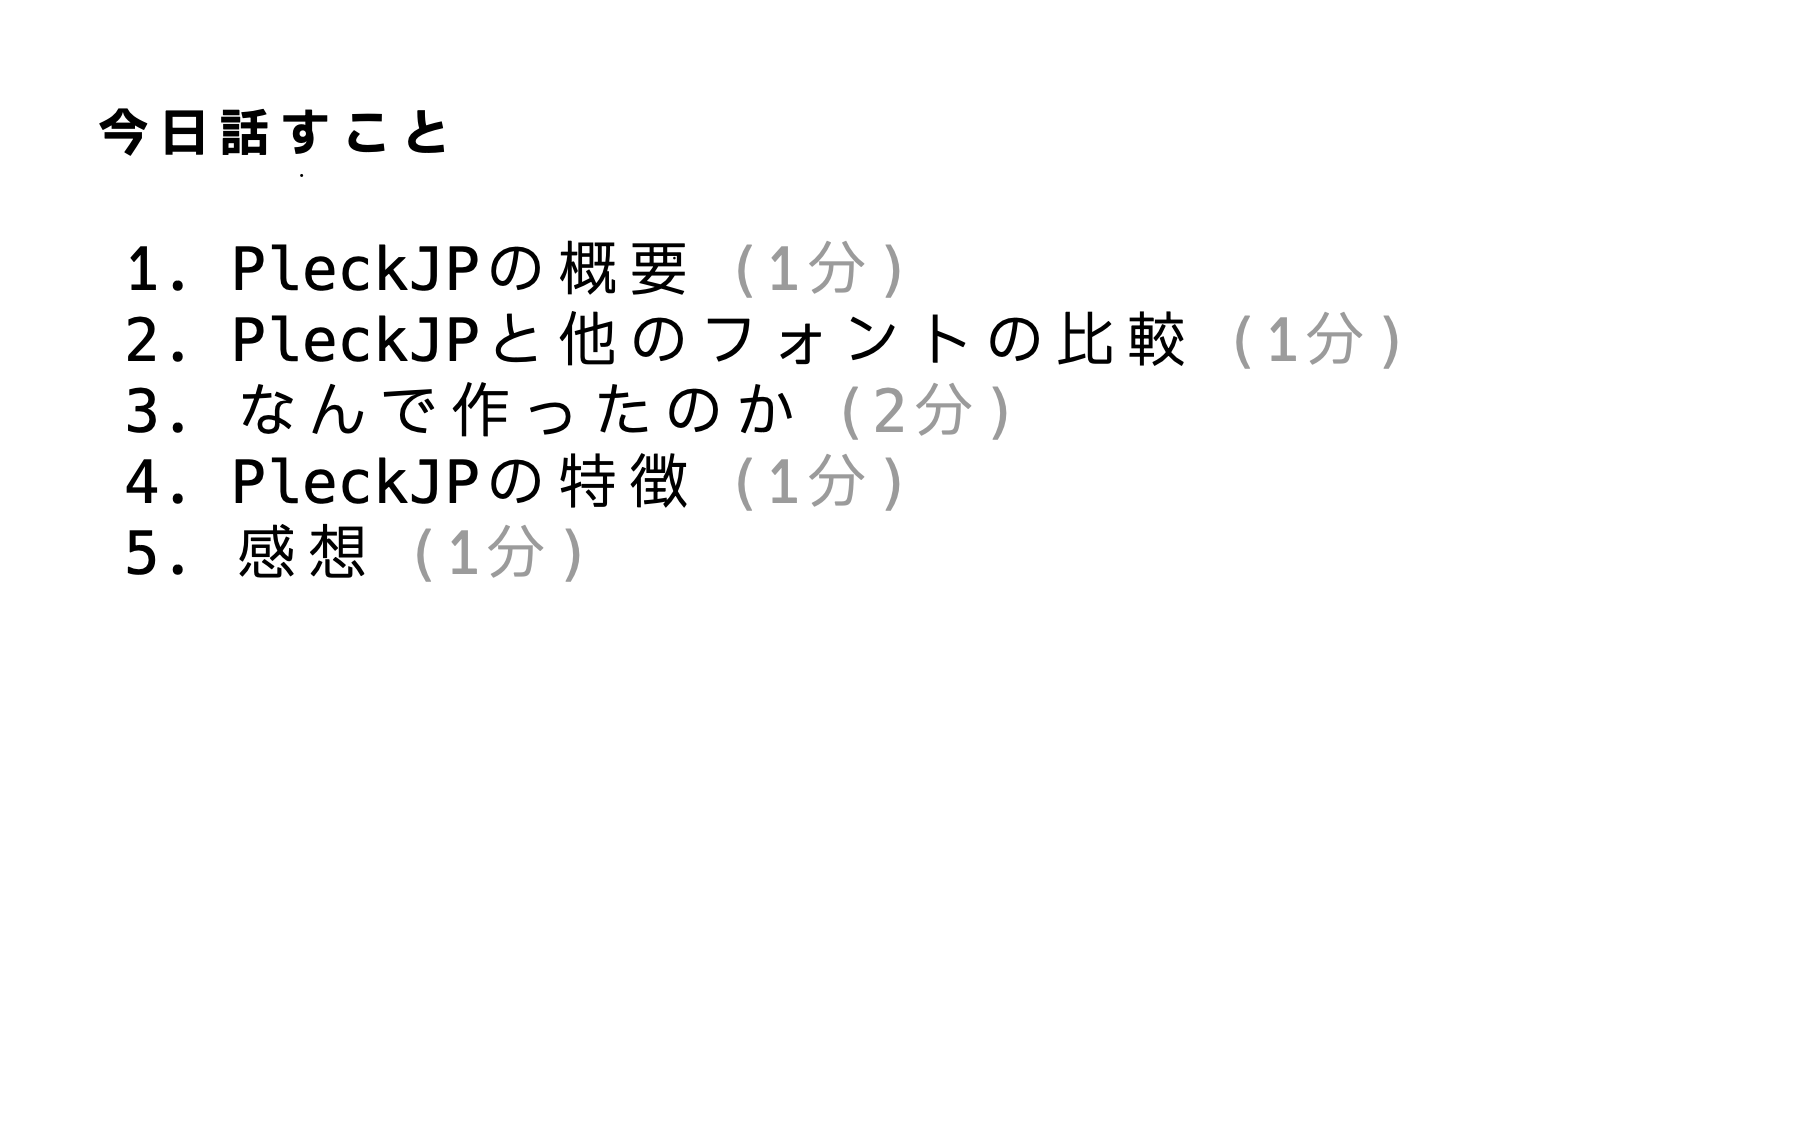 今日話すこと
1. PleckJPの概要 (1分)
2. PleckJPと他のフォントの比較 (1分)
3. なんで作ったのか (2分)
4. PleckJPの特徴 (1分)
5. 感想 (1分)